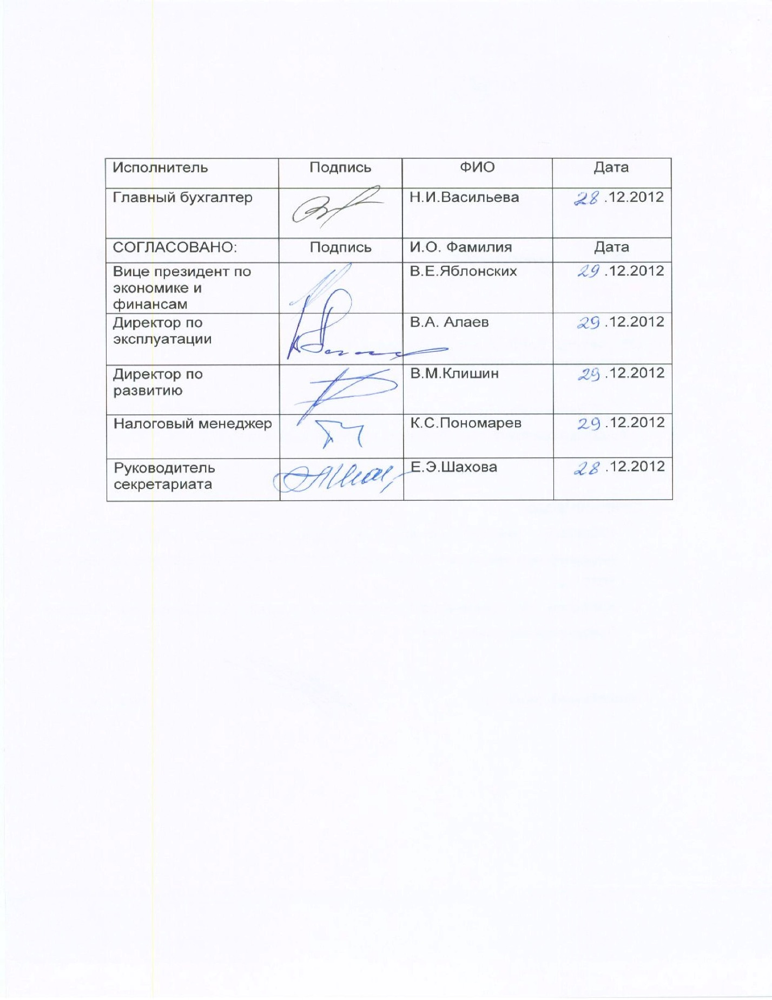 Исполнитель Подпись ФИО Дата
Главный бухгалтер Н.И.Васильева 28.12.2012
СОГЛАСОВАНО: Подпись И.О. Фамилия Дата
Вице президент по В.Е.Яблонских 29.12.2012
экономике и
финансам
Директор по В.А. Алаев 29.12.2012
эксплуатации
Директор по В.М.Клишин 29.12.2012
развитию
Налоговый менеджер К.С.Пономарев 29.12.2012
Руководитель Е.Э.Шахова 28.12.2012
секретариата